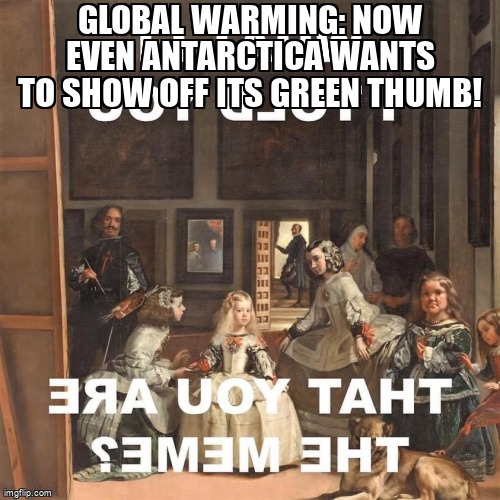 GLOBAL WARMING: NOW
EVEN ANTARCTICA WANTS
TO SHOW OFF ITS GREEN THUMB!
THAT YOU ARE
THE MEME?
imgflip.com